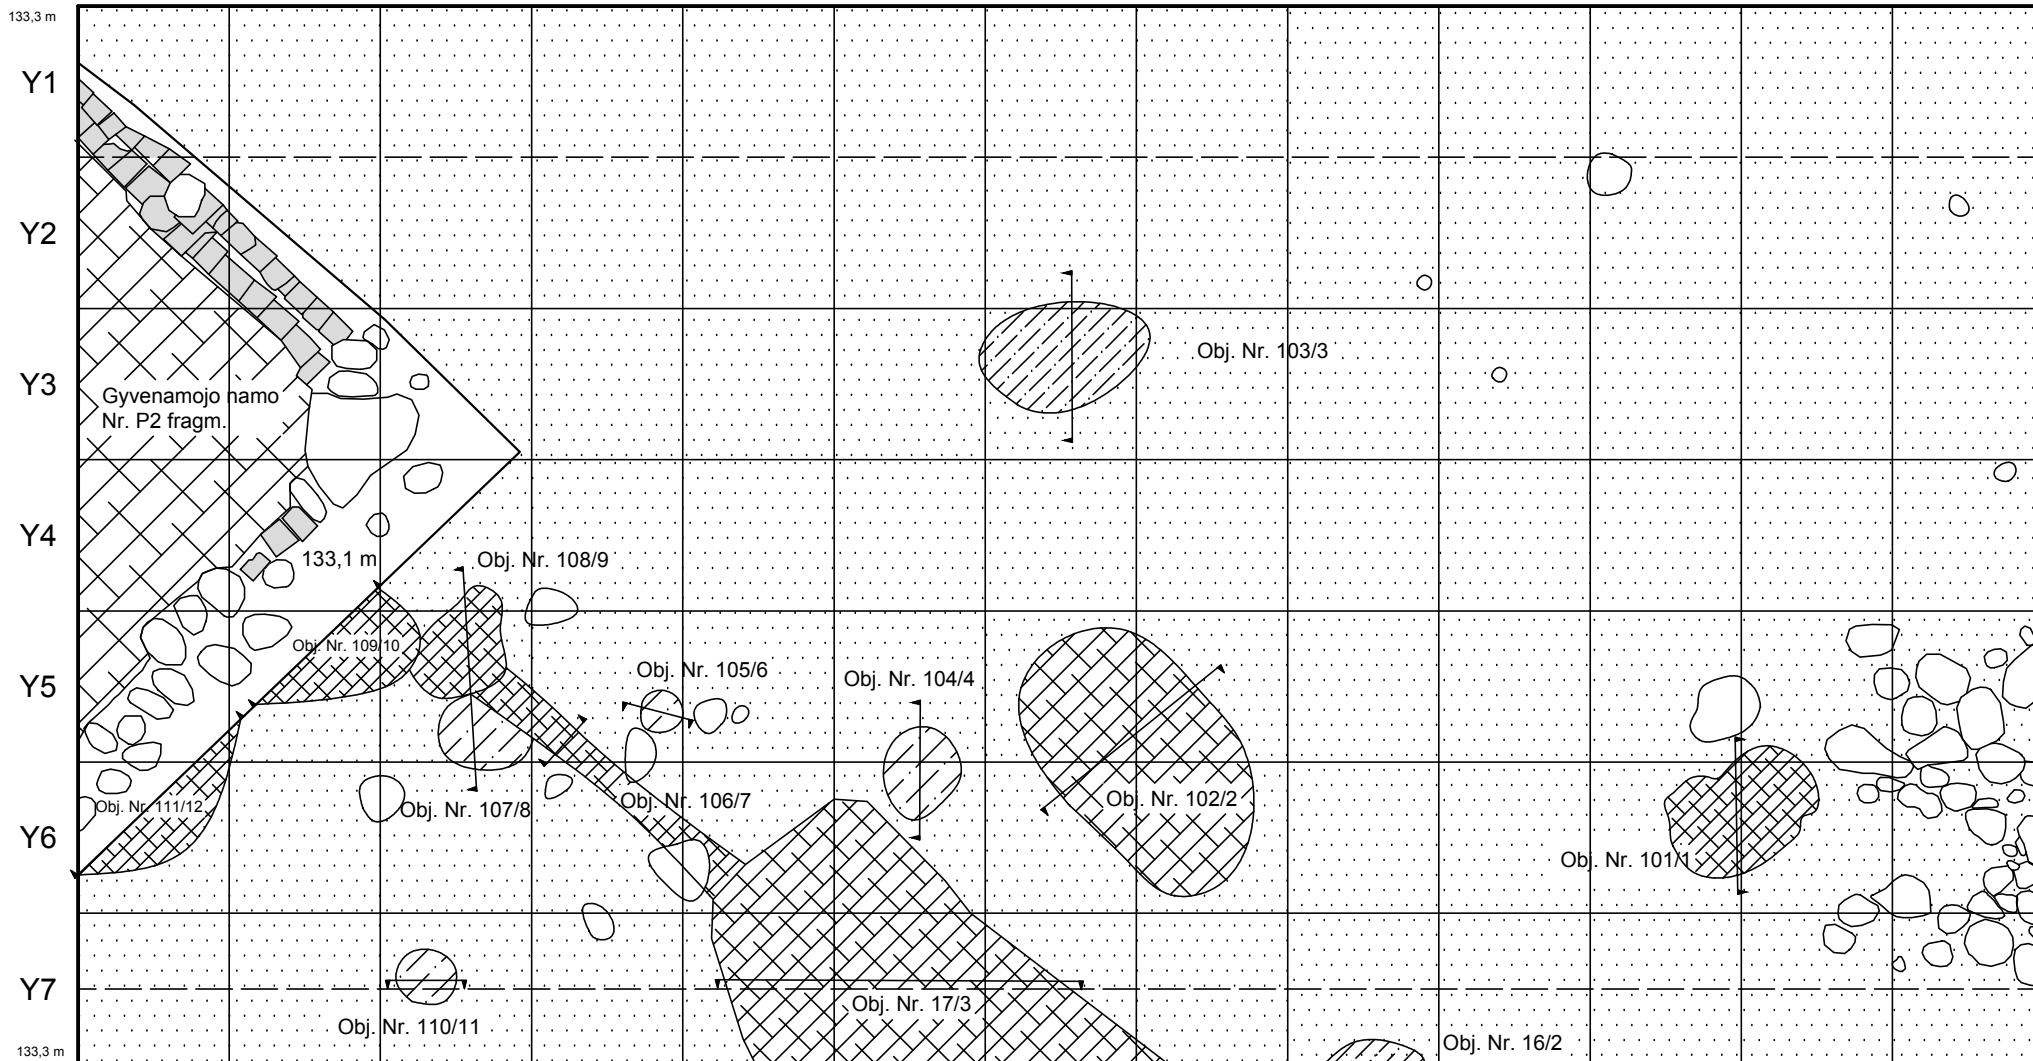 133,3 m
Y1
Y2
Obj. Nr. 103/3
Y3
Gyvenamojo namo
Nr. P2 fragm.
Y4
133,1 m
Obj. Nr. 108/9
Obj. Nr. 109/10
Obj. Nr. 105/6
Obj. Nr. 104/4
Y5
Obj. Nr. 111/12
Obj. Nr. 107/8
Obj. Nr. 106/7
Obj. Nr. 102/2
Y6
Obj. Nr. 101/1
Y7
Obj. Nr. 17/3
Obj. Nr. 110/11
Obj. Nr. 16/2
133,3 m